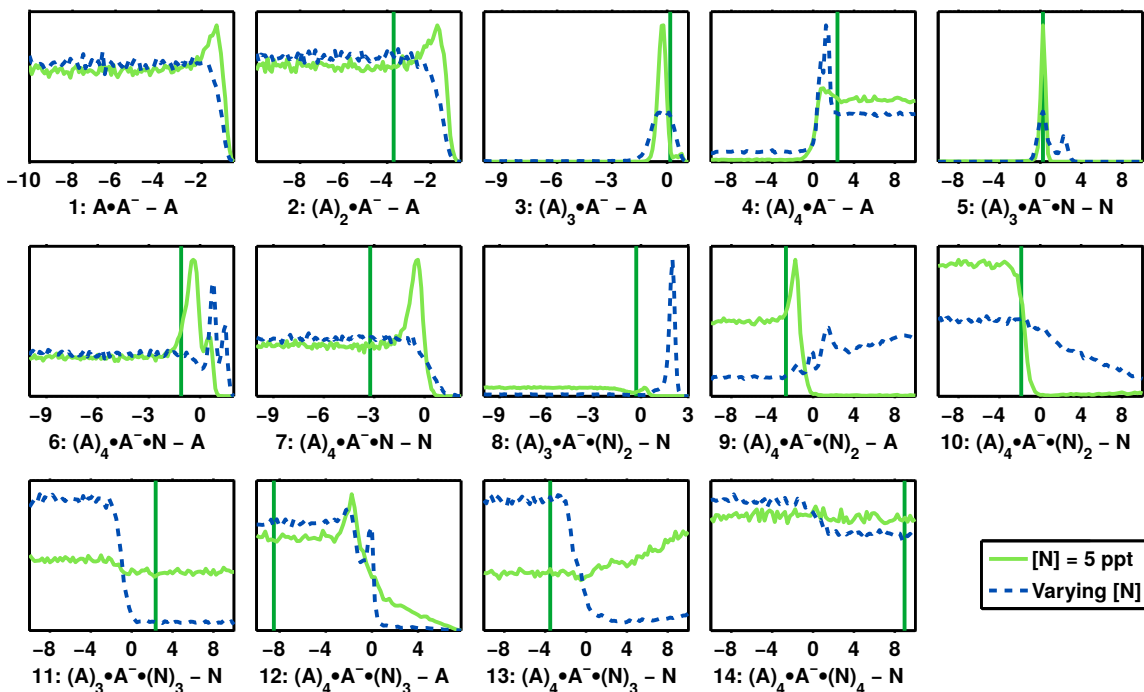 −10 −8 −6 −4 −2
1: A•A⁻ – A
−8 −6 −4 −2
2: (A)₂•A⁻ – A
−9 −6 −3 0
3: (A)₃•A⁻ – A
−8 −4 0 4 8
4: (A)₄•A⁻ – A
−8 −4 0 4 8
5: (A)₃•A⁻•N – N
−9 −6 −3 0
6: (A)₄•A⁻•N – A
−9 −6 −3 0
7: (A)₄•A⁻•N – N
−9 −6 −3 0 3
8: (A)₃•A⁻•(N)₂ – N
−8 −4 0 4 8
9: (A)₄•A⁻•(N)₂ – A
−8 −4 0 4 8
10: (A)₄•A⁻•(N)₂ – N
−8 −4 0 4 8
11: (A)₃•A⁻•(N)₃ – N
−8 −4 0 4
12: (A)₄•A⁻•(N)₃ – A
−8 −4 0 4 8
13: (A)₄•A⁻•(N)₃ – N
−8 −4 0 4 8
14: (A)₄•A⁻•(N)₄ – N
[N] = 5 ppt
Varying [N]